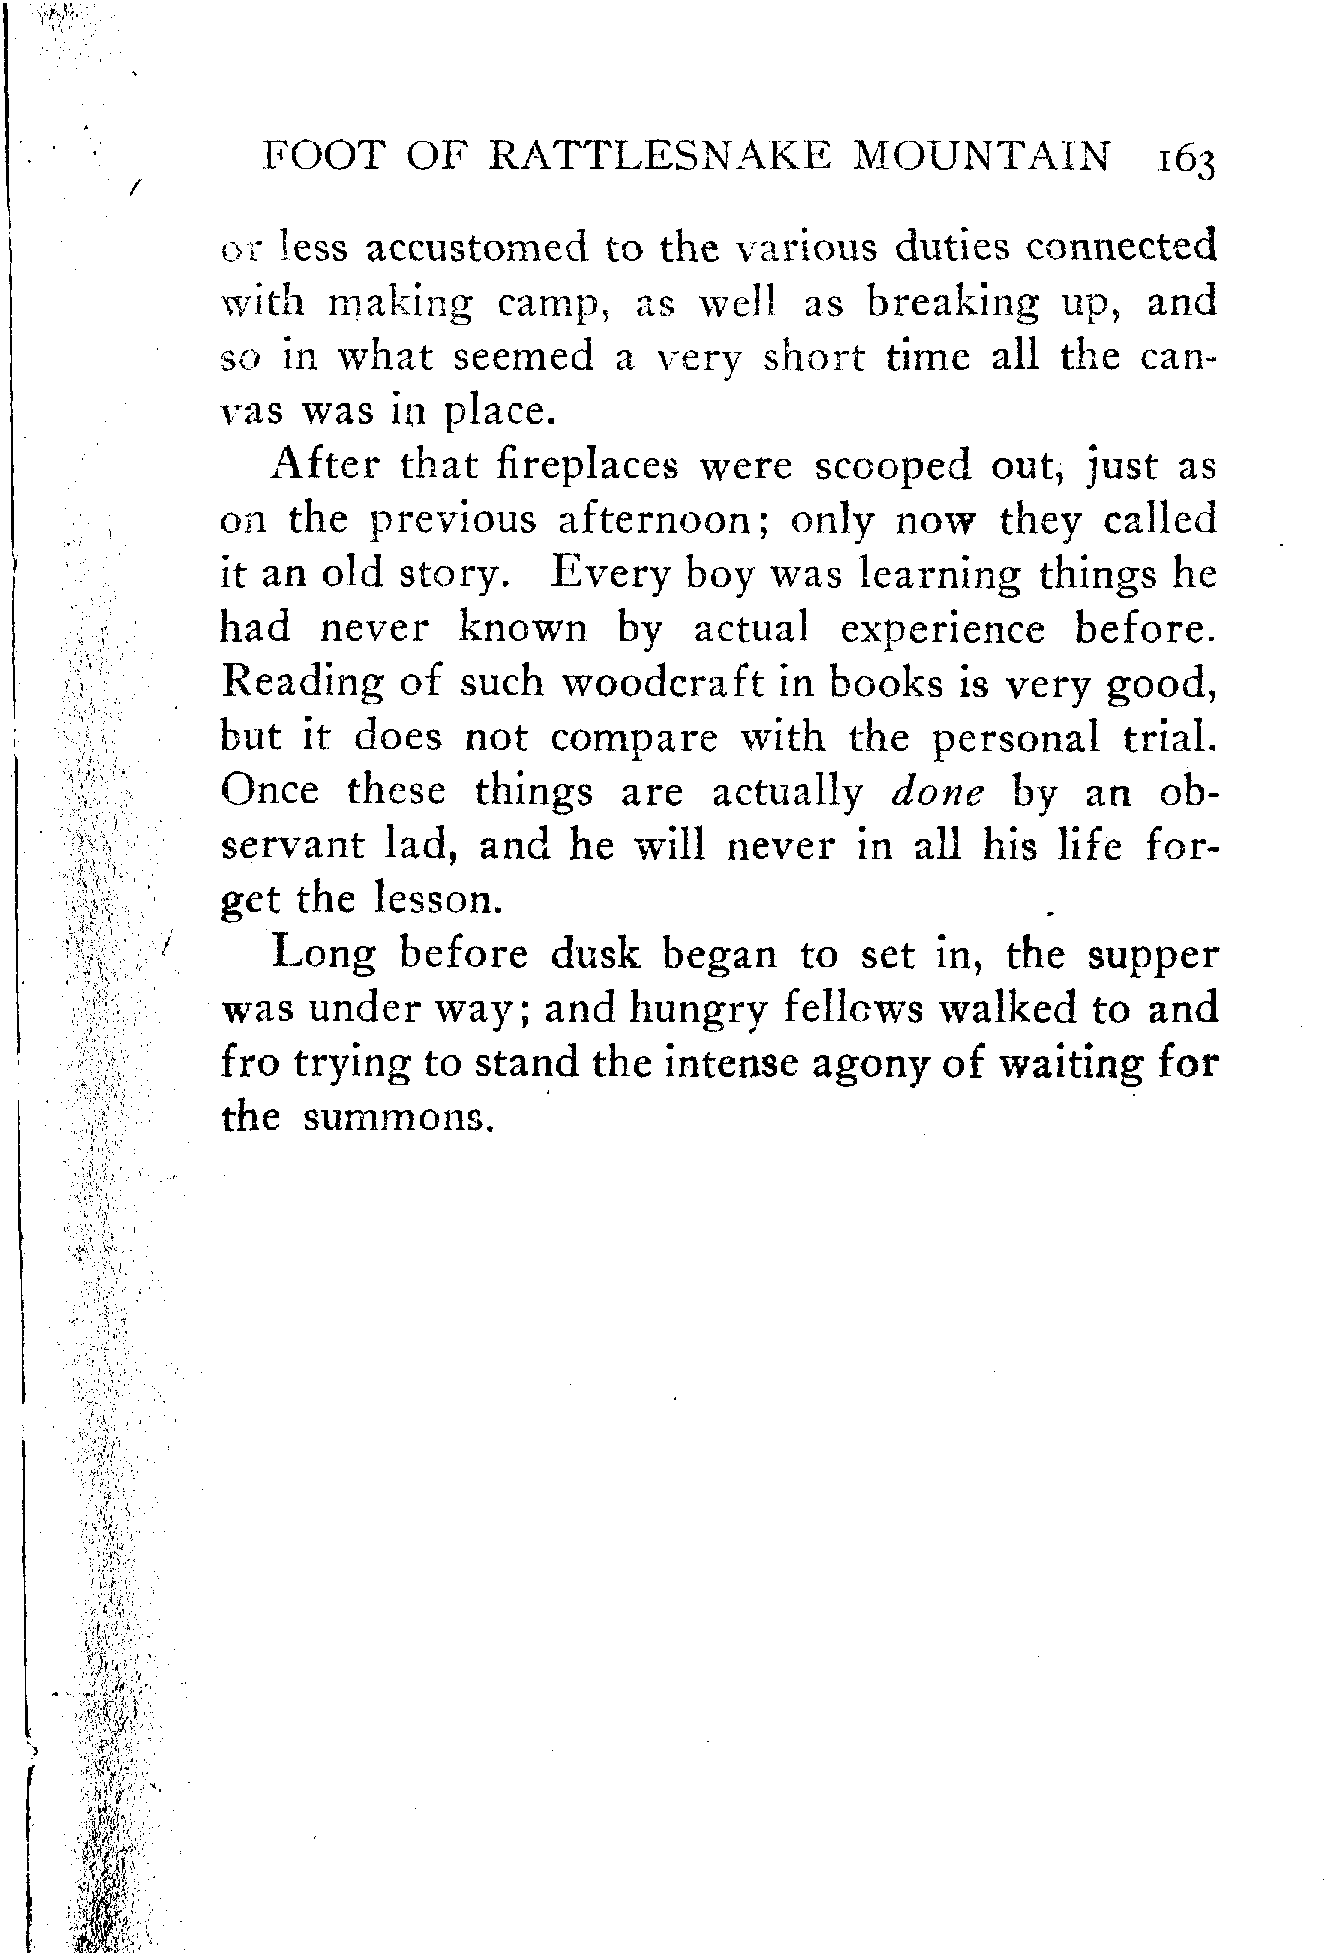 FOOT OF RATTLESNAKE MOUNTAIN 163
or less accustomed to the various duties connected
with making camp, as well as breaking up, and
so in what seemed a very short time all the can-
vas was in place.
After that fireplaces were scooped out, just as
on the previous afternoon; only now they called
it an old story. Every boy was learning things he
had never known by actual experience before.
Reading of such woodcraft in books is very good,
but it does not compare with the personal trial.
Once these things are actually done by an ob-
servant lad, and he will never in all his life for-
get the lesson.
Long before dusk began to set in, the supper
was under way; and hungry fellows walked to and
fro trying to stand the intense agony of waiting for
the summons.